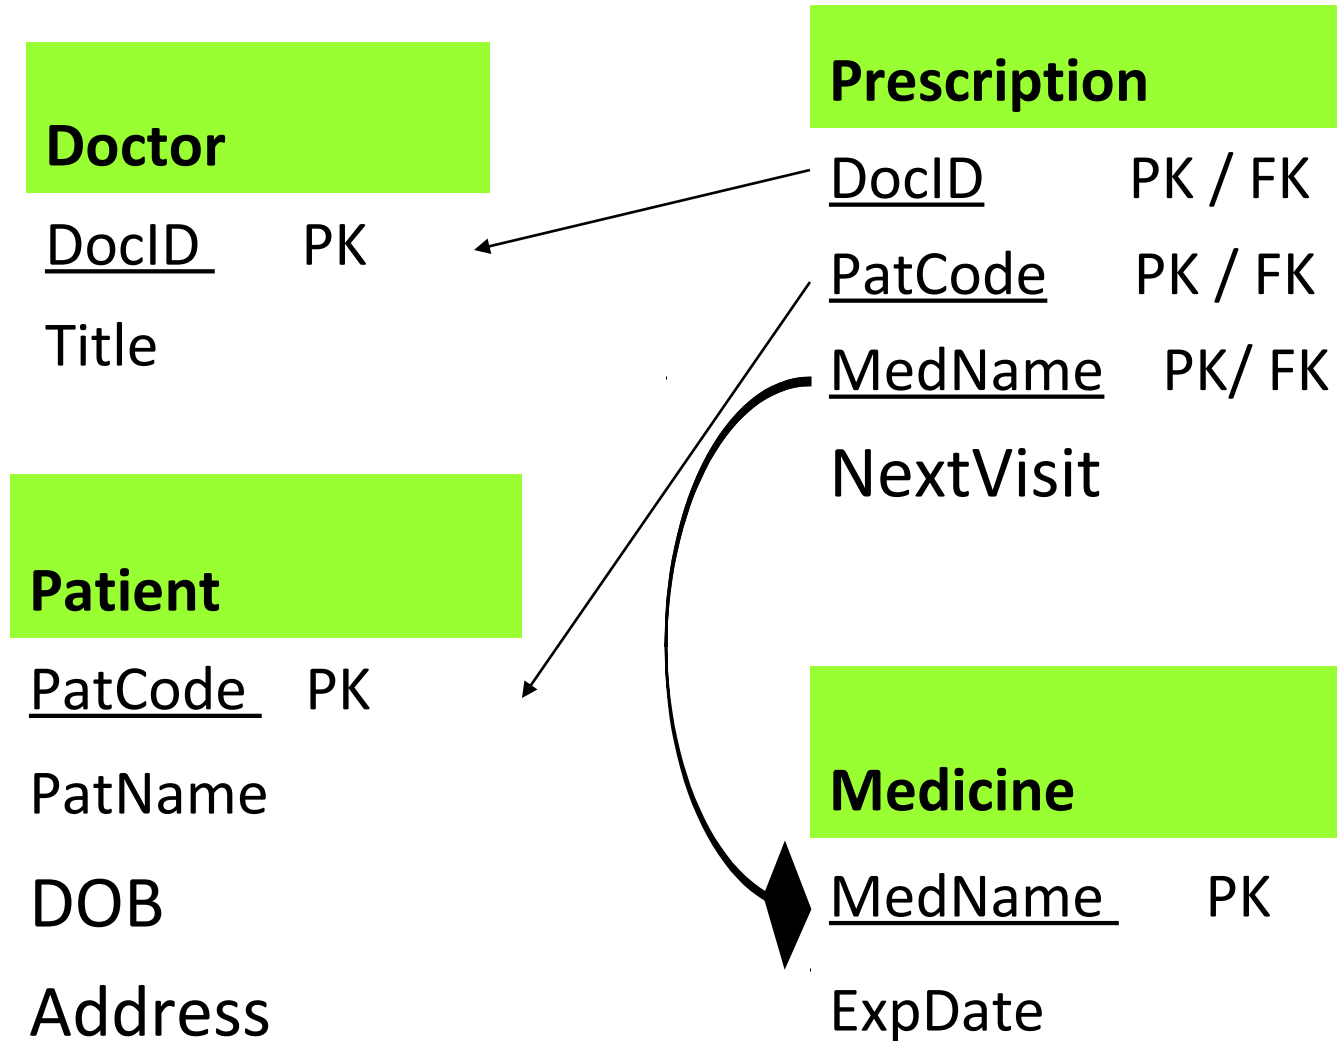 Doctor
DocID PK
Title
Patient
PatCode PK
PatName
DOB
Address
Prescription
DocID PK / FK
PatCode PK / FK
MedName PK/ FK
NextVisit
Medicine
MedName PK
ExpDate